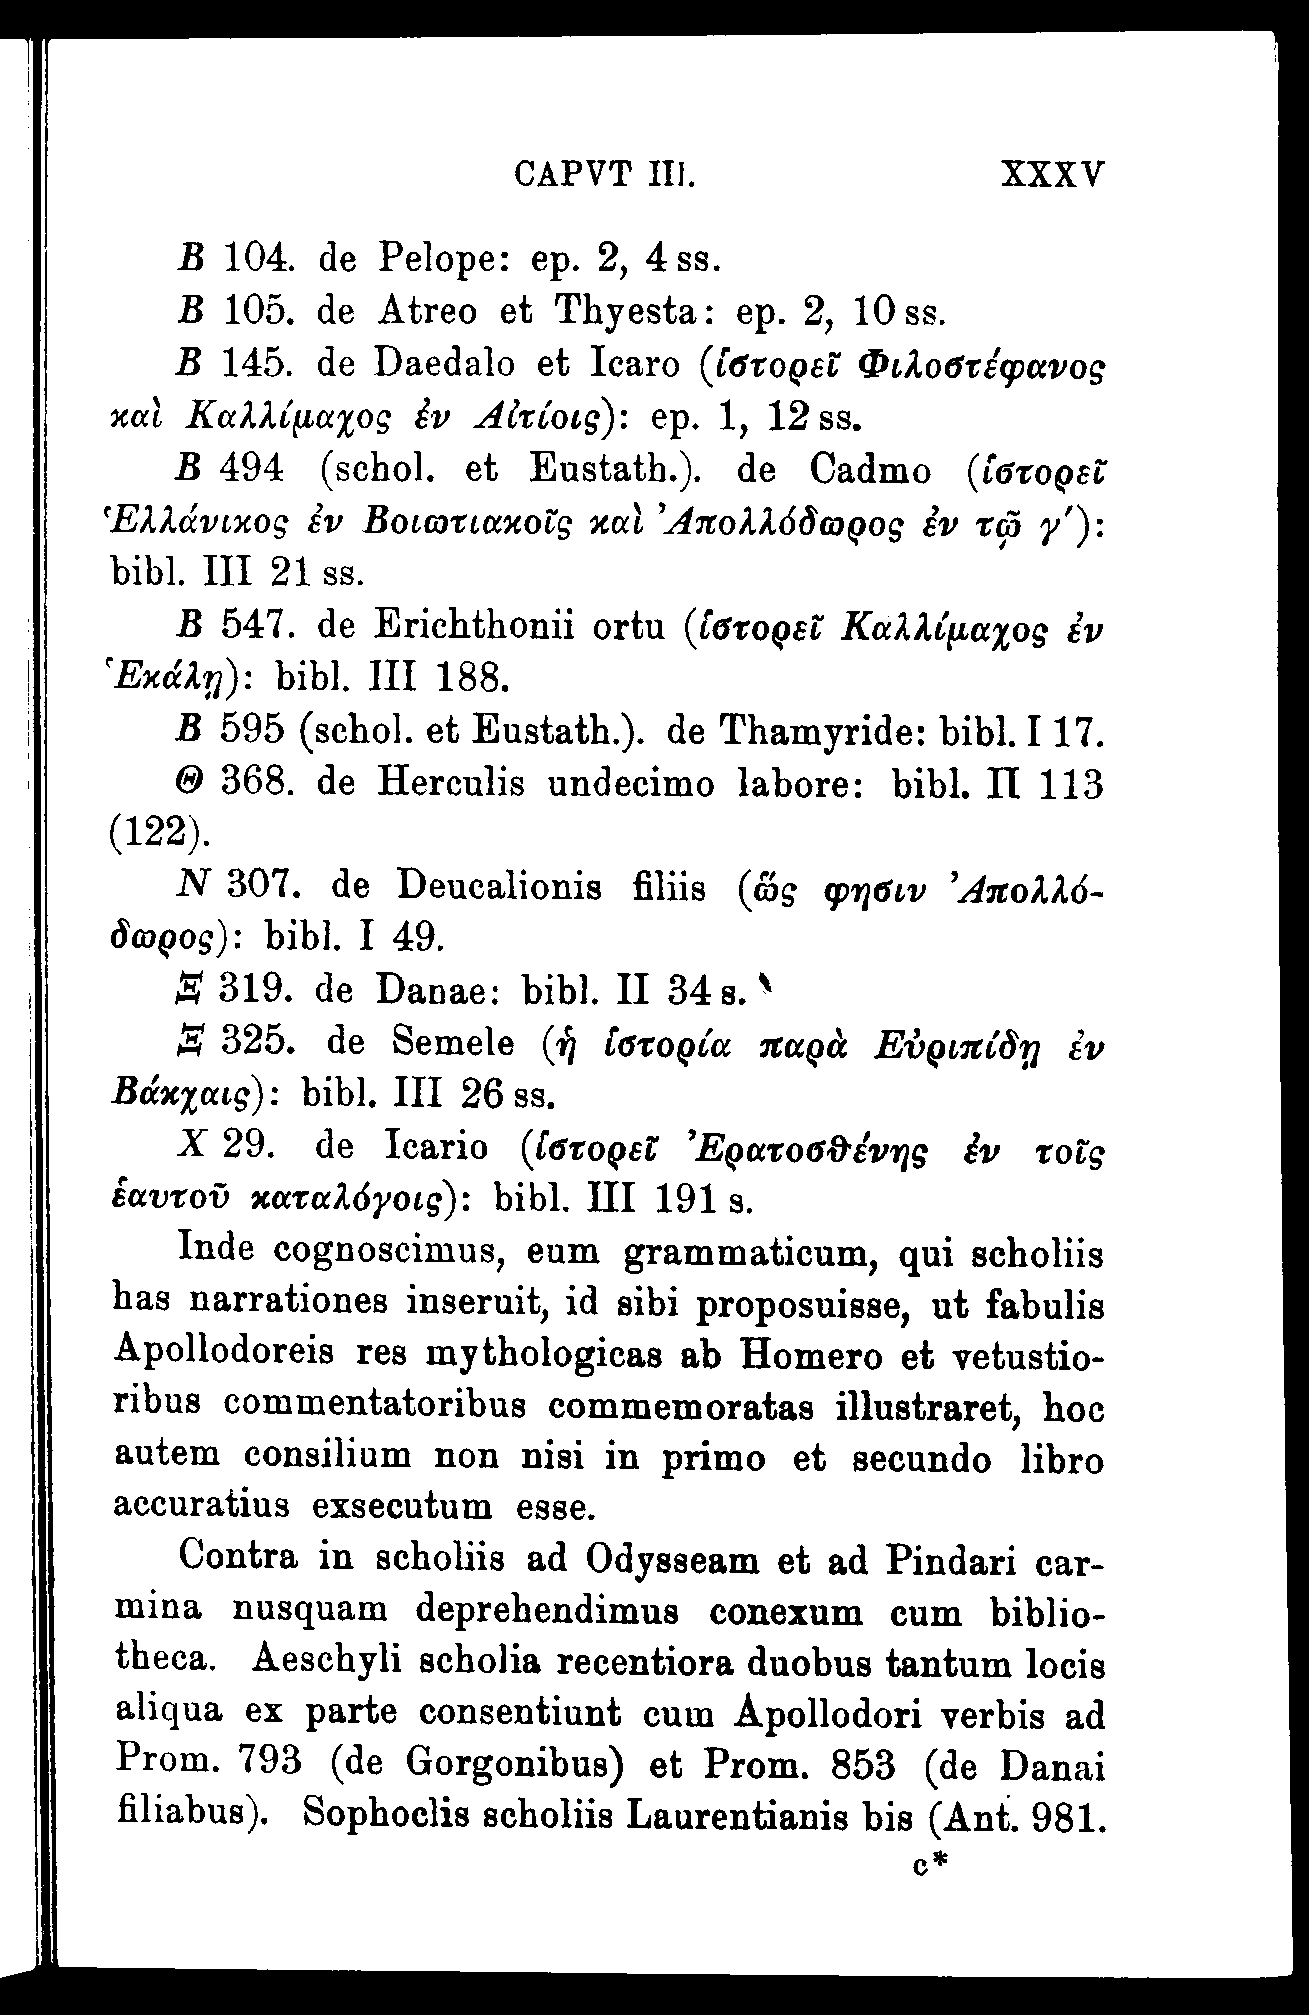 CAPVT III. XXXV
B 104. de Pelope: ep. 2, 4 ss.
B 105. de Atreo et Thyesta: ep. 2, 10 ss.
B 145. de Daedalo et Icaro (ἱστορεῖ Φιλοστέφανος
καὶ Καλλίμαχος ἐν Αἰτίοις): ep. 1, 12 ss.
B 494 (schol. et Eustath.). de Cadmo (ἱστορεῖ
Ἑλλάνικος ἐν Βοιωτιακοῖς καὶ Ἀπολλόδωρος ἐν τῷ γ′):
bibl. III 21 ss.
B 547. de Erichthonii ortu (ἱστορεῖ Καλλίμαχος ἐν
Ἑκάλῃ): bibl. III 188.
B 595 (schol. et Eustath.). de Thamyride: bibl. I 17.
Θ 368. de Herculis undecimo labore: bibl. II 113
(122).
N 307. de Deucalionis filiis (ὥς φησιν Ἀπολλό-
δωρος): bibl. I 49.
Ξ 319. de Danae: bibl. II 34 s.
Ξ 325. de Semele (ἡ ἱστορία παρὰ Εὐριπίδῃ ἐν
Βάκχαις): bibl. III 26 ss.
X 29. de Icario (ἱστορεῖ Ἐρατοσθένης ἐν τοῖς
ἑαυτοῦ καταλόγοις): bibl. III 191 s.
Inde cognoscimus, eum grammaticum, qui scholiis
has narrationes inseruit, id sibi proposuisse, ut fabulis
Apollodoreis res mythologicas ab Homero et vetustio-
ribus commentatoribus commemoratas illustraret, hoc
autem consilium non nisi in primo et secundo libro
accuratius exsecutum esse.
Contra in scholiis ad Odysseam et ad Pindari car-
mina nusquam deprehendimus conexum cum biblio-
theca. Aeschyli scholia recentiora duobus tantum locis
aliqua ex parte consentiunt cum Apollodori verbis ad
Prom. 793 (de Gorgonibus) et Prom. 853 (de Danai
filiabus). Sophoclis scholiis Laurentianis bis (Ant. 981.
c*